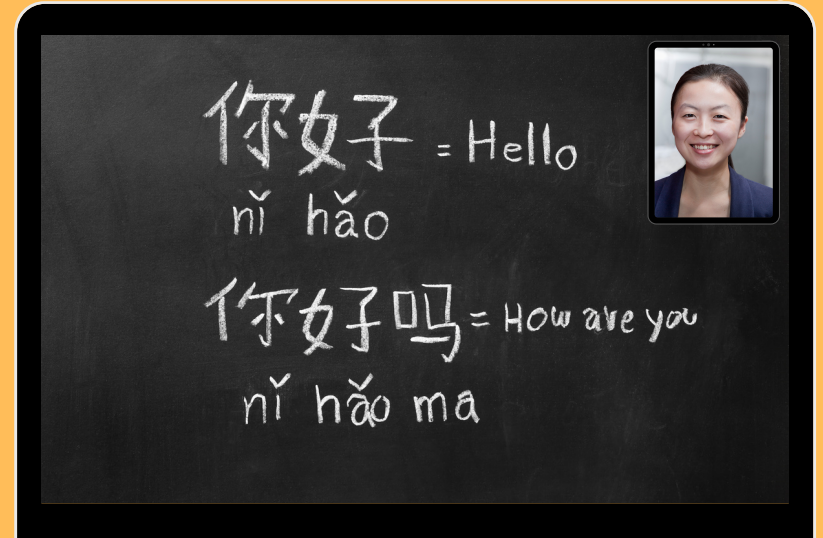 你好 = Hello
nǐ hǎo
你好吗 = How are you
nǐ hǎo ma